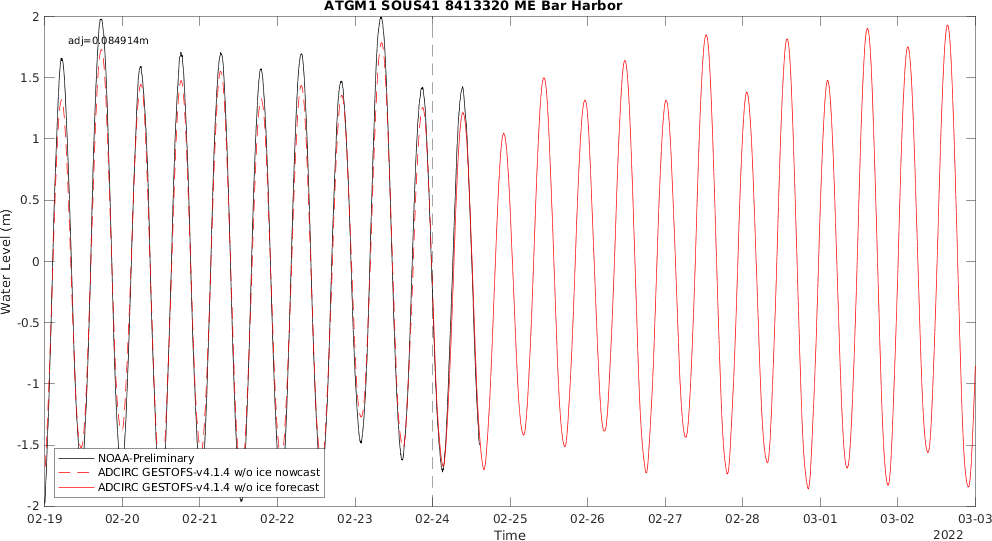 ATGM1 SOUS41 8413320 ME Bar Harbor
adj=0.084914m
2
1.5
1
0.5
0
-0.5
-1
-1.5
-2
Water Level (m)
NOAA-Preliminary
ADCIRC GESTOFS-v4.1.4 w/o ice nowcast
ADCIRC GESTOFS-v4.1.4 w/o ice forecast
02-19 02-20 02-21 02-22 02-23 02-24 02-25 02-26 02-27 02-28 03-01 03-02 03-03
Time
2022